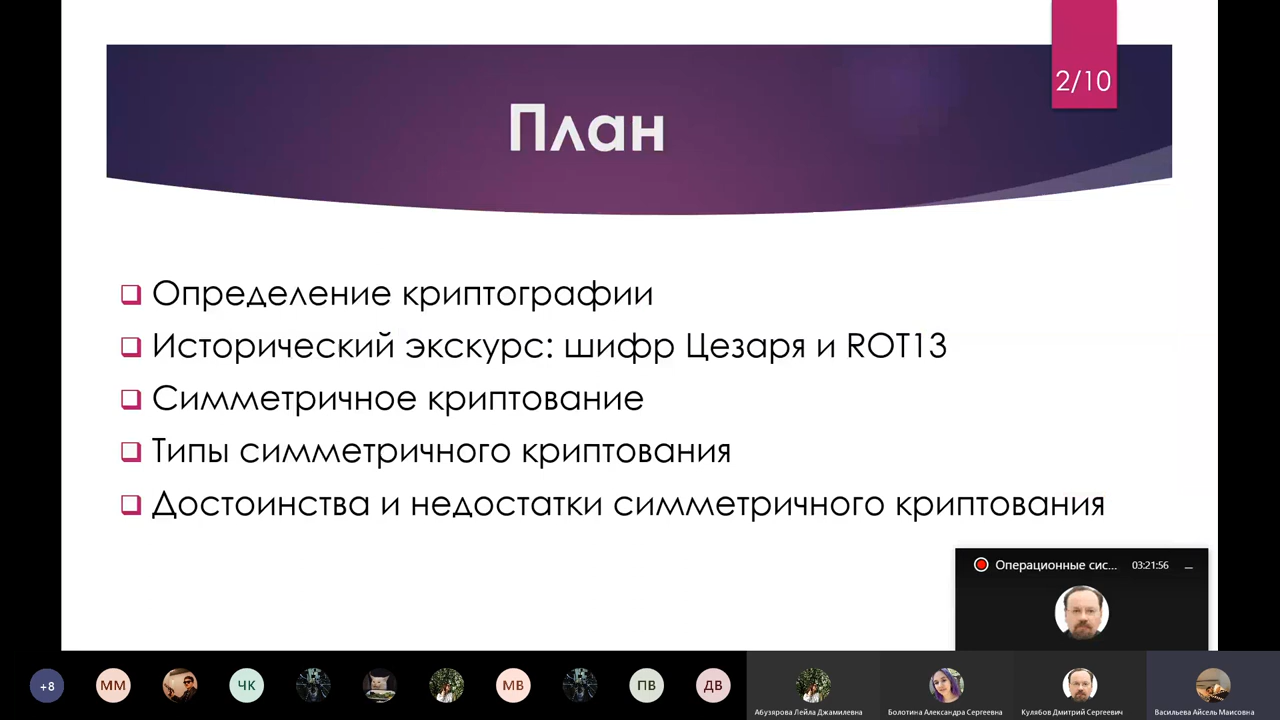 2/10
План
Определение криптографии
Исторический экскурс: шифр Цезаря и ROT13
Симметричное криптование
Типы симметричного криптования
Достоинства и недостатки симметричного криптования
Операционные сис... 03:21:56
+8 ММ ЧК МВ ПВ ДВ
Абузярова Лейла Джамилевна Болотина Александра Сергеевна Кулябов Дмитрий Сергеевич Васильева Айсель Маисовна